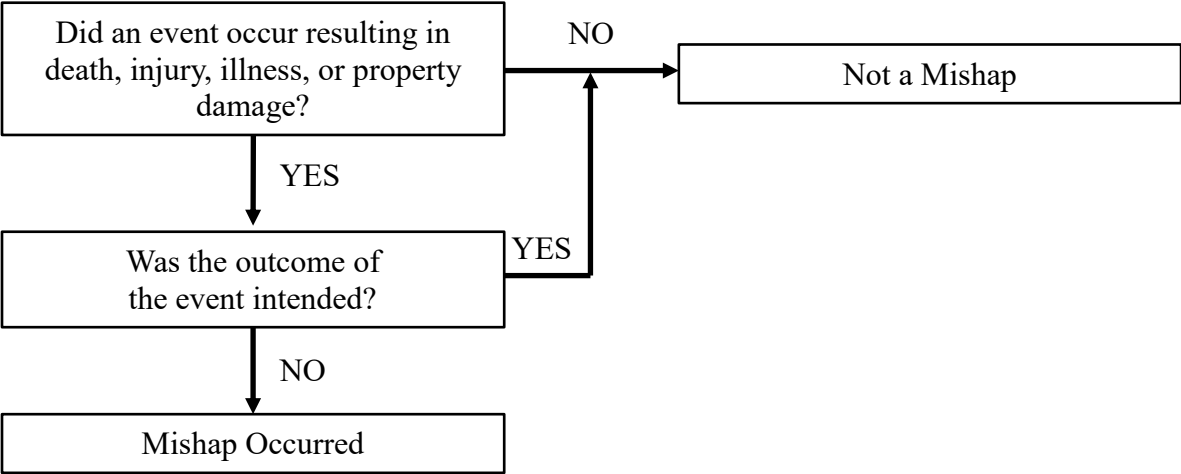 Did an event occur resulting in
death, injury, illness, or property
damage?
NO
Not a Mishap
YES
Was the outcome of
the event intended?
YES
NO
Mishap Occurred